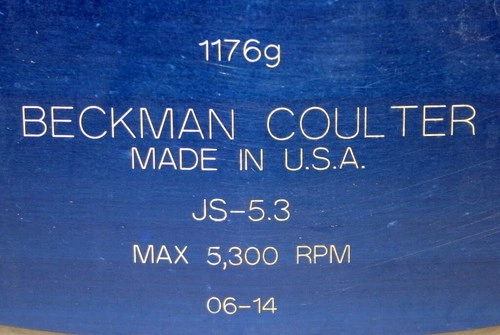 1176g
BECKMAN COULTER
MADE IN U.S.A.
JS-5.3
MAX 5,300 RPM
06-14